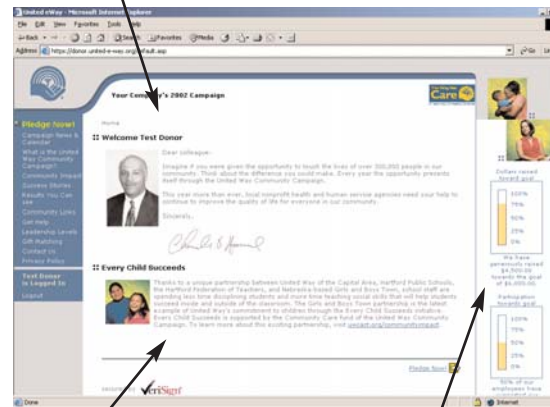 United eWay - Microsoft Internet Explorer
File Edit View Favorites Tools Help
Back Search Favorites Media
Address https://donor.united-e-way.org/default.asp Go
Your Company's 2002 Campaign
Care
Pledge Now!
Campaign News &
Calendar
What is the United
Way Community
Campaign?
Community Impact
Success Stories
Results You Can
See
Community Links
Get Help
Leadership Levels
Gift Matching
Contact Us
Privacy Policy
Test Donor
is Logged In
Logout
Home
Welcome Test Donor
Dear colleague:
Imagine if you were given the opportunity to touch the lives of over 300,000 people in our
community. Think about the difference you could make. Every year the opportunity presents
itself through the United Way Community Campaign.
This year more than ever, local nonprofit health and human service agencies need your help to
continue to improve the quality of life for everyone in our community.
Sincerely,
Every Child Succeeds
Thanks to a unique partnership between United Way of the Capital Area, Hartford Public Schools,
the Hartford Federation of Teachers, and Nebraska-based Girls and Boys Town, school staff are
spending less time disciplining students and more time teaching social skills that will help students
succeed inside and outside of the classroom. The Girls and Boys Town partnership is the latest
example of United Way's commitment to children through the Every Child Succeeds initiative.
Every Child Succeeds is supported by the Community Care fund of the United Way Community
Campaign. To learn more about this exciting partnership, visit uwcact.org/communityimpact.
Pledge Now!
VeriSign
Dollars raised
toward goal
100%
75%
50%
25%
0%
We have
generously raised
$4,500.00
towards the goal
of $6,000.00.
Participation
towards goal
100%
75%
50%
25%
0%
50% of our
employees have
Done
Internet